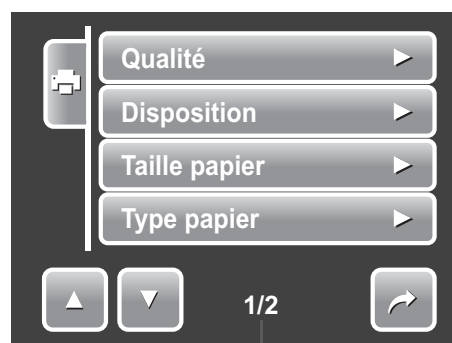 Qualité
Disposition
Taille papier
Type papier
1/2